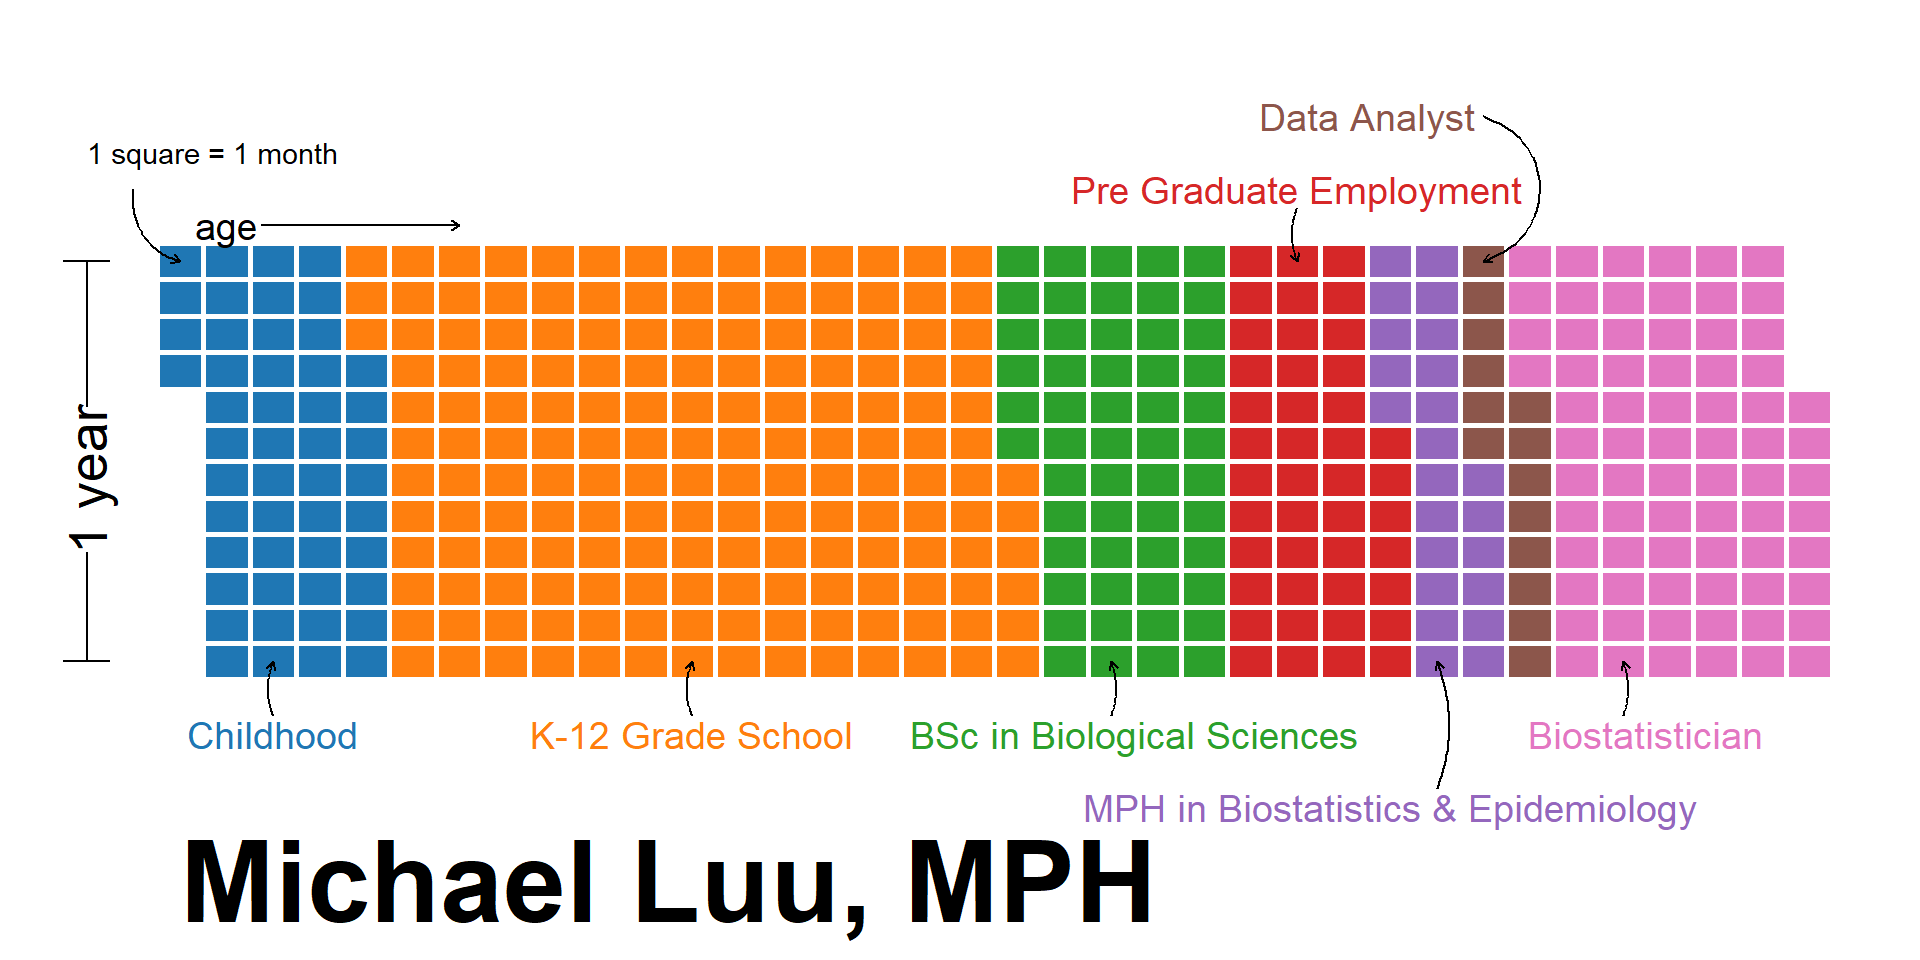 Data Analyst
1 square = 1 month
Pre Graduate Employment
age
1 year
Childhood
K-12 Grade School
BSc in Biological Sciences
Biostatistician
MPH in Biostatistics & Epidemiology
Michael Luu, MPH